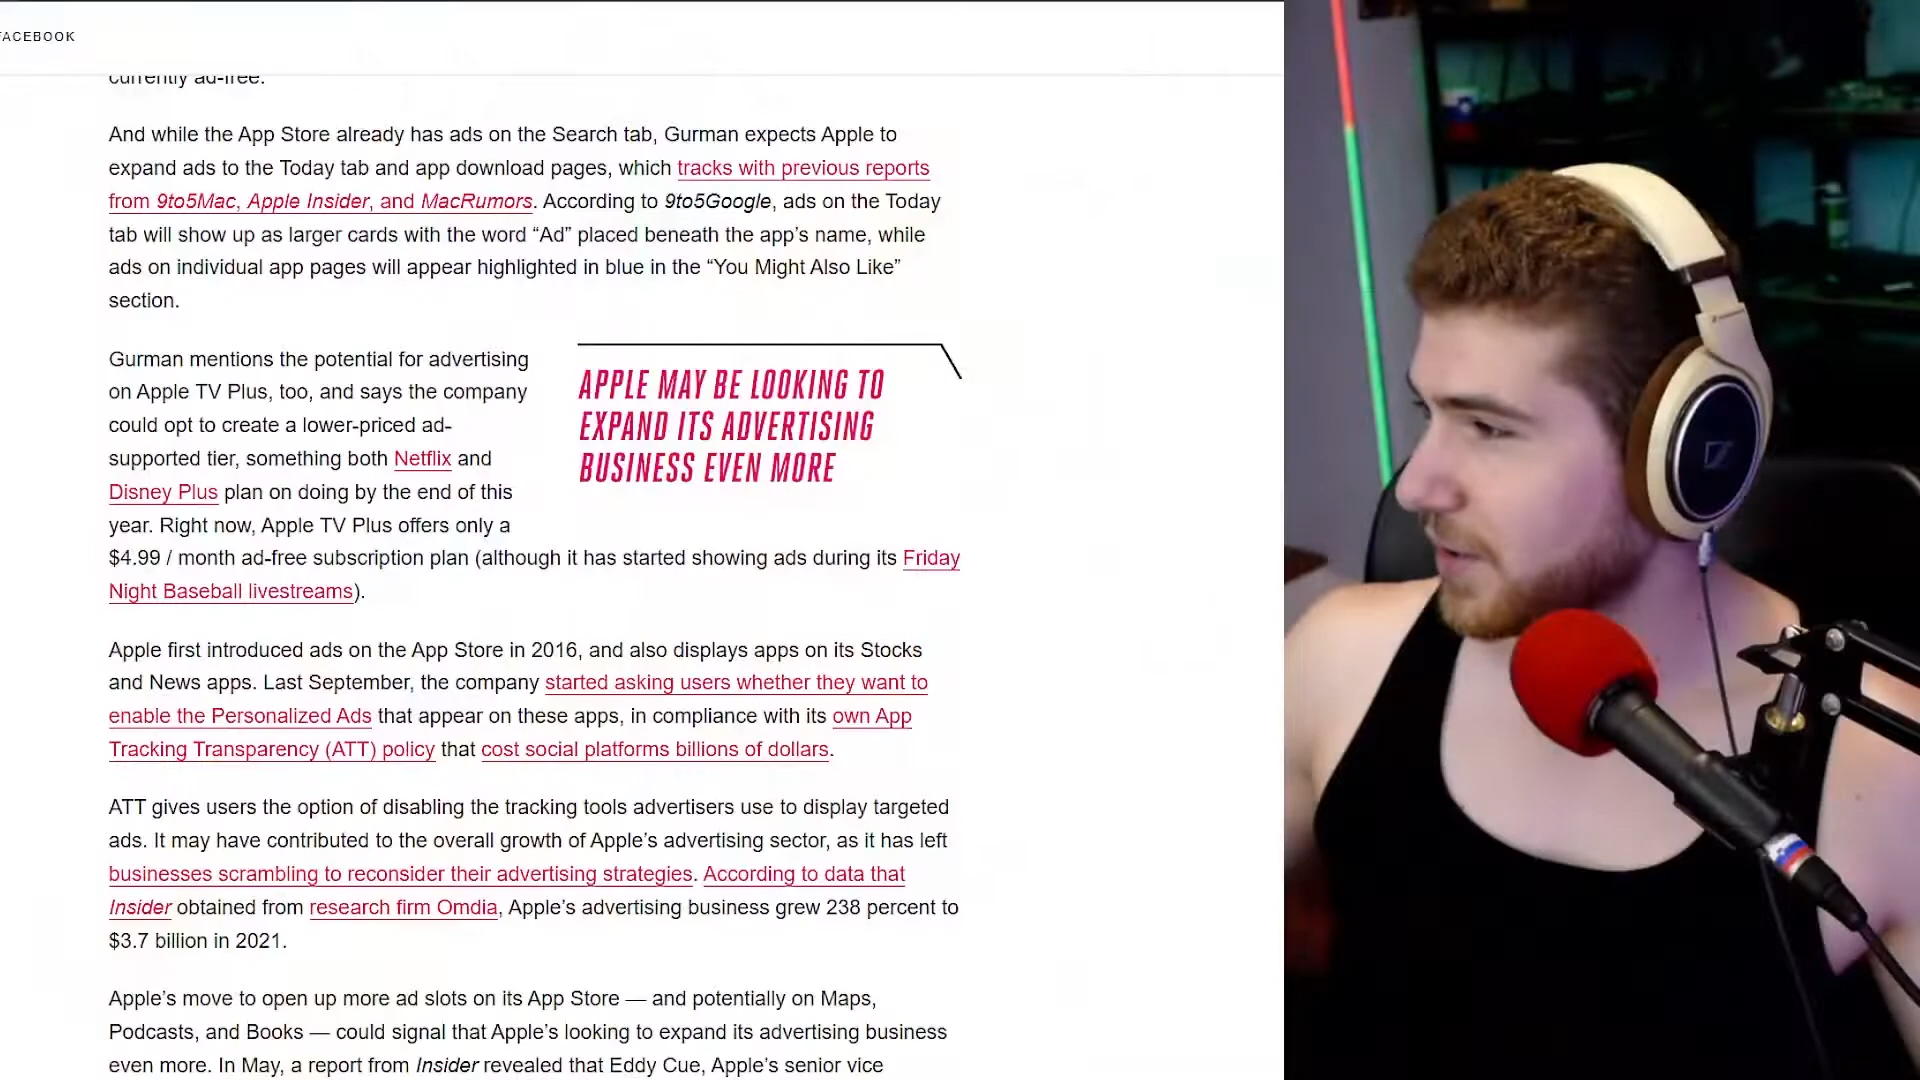 FACEBOOK
currently ad-free.
And while the App Store already has ads on the Search tab, Gurman expects Apple to
expand ads to the Today tab and app download pages, which tracks with previous reports
from 9to5Mac, Apple Insider, and MacRumors. According to 9to5Google, ads on the Today
tab will show up as larger cards with the word “Ad” placed beneath the app’s name, while
ads on individual app pages will appear highlighted in blue in the “You Might Also Like”
section.
Gurman mentions the potential for advertising
on Apple TV Plus, too, and says the company
could opt to create a lower-priced ad-
supported tier, something both Netflix and
Disney Plus plan on doing by the end of this
year. Right now, Apple TV Plus offers only a
$4.99 / month ad-free subscription plan (although it has started showing ads during its Friday
Night Baseball livestreams).
APPLE MAY BE LOOKING TO
EXPAND ITS ADVERTISING
BUSINESS EVEN MORE
Apple first introduced ads on the App Store in 2016, and also displays apps on its Stocks
and News apps. Last September, the company started asking users whether they want to
enable the Personalized Ads that appear on these apps, in compliance with its own App
Tracking Transparency (ATT) policy that cost social platforms billions of dollars.
ATT gives users the option of disabling the tracking tools advertisers use to display targeted
ads. It may have contributed to the overall growth of Apple’s advertising sector, as it has left
businesses scrambling to reconsider their advertising strategies. According to data that
Insider obtained from research firm Omdia, Apple’s advertising business grew 238 percent to
$3.7 billion in 2021.
Apple’s move to open up more ad slots on its App Store — and potentially on Maps,
Podcasts, and Books — could signal that Apple’s looking to expand its advertising business
even more. In May, a report from Insider revealed that Eddy Cue, Apple’s senior vice